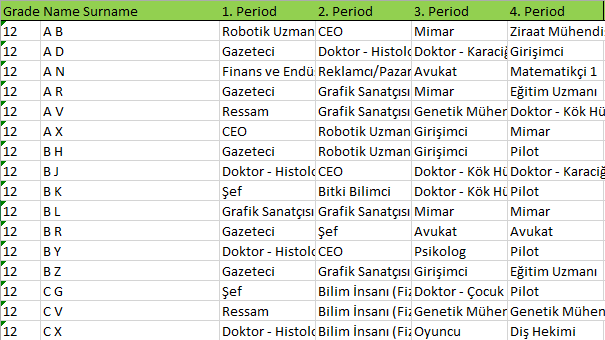 Grade Name Surname 1. Period 2. Period 3. Period 4. Period
12 A B Robotik Uzman CEO Mimar Ziraat Mühendi
12 A D Gazeteci Doktor - Histolo Doktor - Karaciğ Girişimci
12 A N Finans ve Endü Reklamcı/Pazar Avukat Matematikçi 1
12 A R Gazeteci Grafik Sanatçısı Mimar Eğitim Uzmanı
12 A V Ressam Grafik Sanatçısı Genetik Mühen Doktor - Kök Hü
12 A X CEO Robotik Uzman Girişimci Mimar
12 B H Gazeteci Robotik Uzman Girişimci Pilot
12 B J Doktor - Histolo CEO Doktor - Kök Hü Doktor - Karaciğ
12 B K Şef Bitki Bilimci Doktor - Kök Hü Pilot
12 B L Grafik Sanatçısı Grafik Sanatçısı Mimar Mimar
12 B R Gazeteci Şef Avukat Avukat
12 B Y Doktor - Histolo CEO Psikolog Pilot
12 B Z Gazeteci Grafik Sanatçısı Girişimci Eğitim Uzmanı
12 C G Şef Bilim İnsanı (Fiz Doktor - Çocuk Pilot
12 C V Ressam Bilim İnsanı (Fiz Genetik Mühen Genetik Mühen
12 C X Doktor - Histolo Bilim İnsanı (Fiz Oyuncu Diş Hekimi